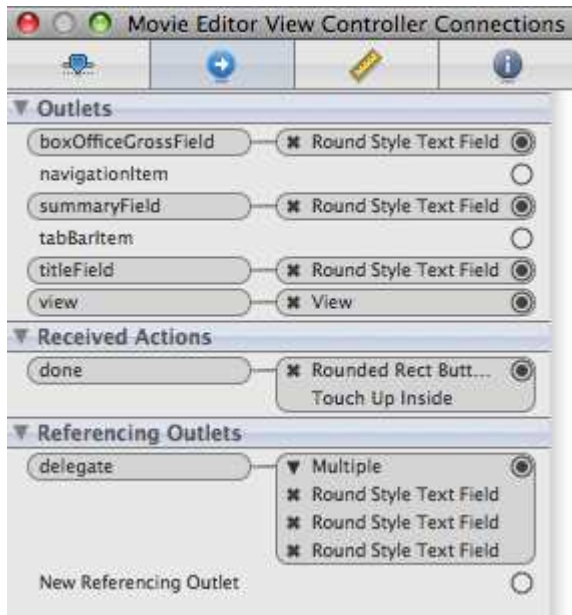 Movie Editor View Controller Connections
Outlets
boxOfficeGrossField Round Style Text Field
navigationItem
summaryField Round Style Text Field
tabBarItem
titleField Round Style Text Field
view View
Received Actions
done Rounded Rect Butt...
Touch Up Inside
Referencing Outlets
delegate Multiple
Round Style Text Field
Round Style Text Field
Round Style Text Field
New Referencing Outlet